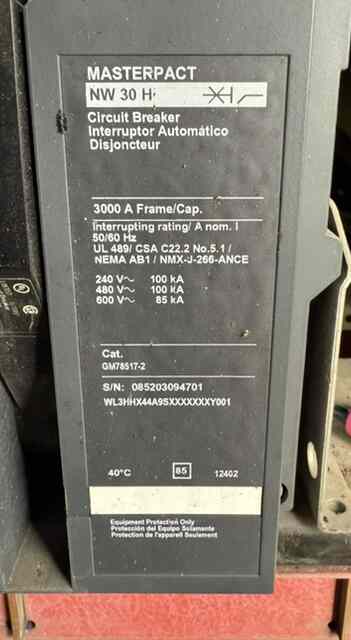 MASTERPACT
NW 30 H
Circuit Breaker
Interruptor Automático
Disjoncteur
3000 A Frame/Cap.
Interrupting rating/ A nom. I
50/60 Hz
UL 489/ CSA C22.2 No.5.1/
NEMA AB1 / NMX-J-266-ANCE
240 V~ 100 kA
480 V~ 100 kA
600 V~ 85 kA
Cat.
GM78517-2
S/N: 085203094701
WL3HHX44A9SXXXXXXXY001
40°C 85 12402
Equipment Protection Only
Protección del Equipo Solamente
Protection de l'appareil Seulement